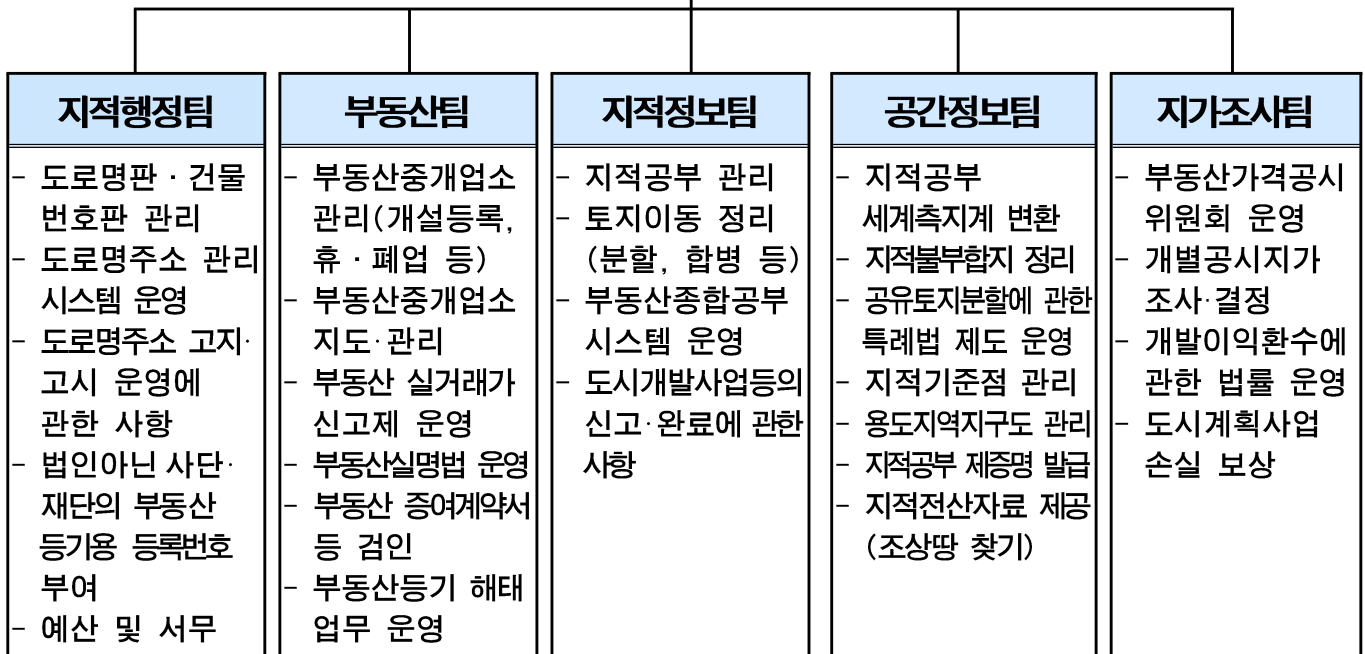 지적행정팀
- 도로명판 · 건물
번호판 관리
- 도로명주소 관리
시스템 운영
- 도로명주소 고지·
고시 운영에
관한 사항
- 법인아닌 사단·
재단의 부동산
등기용 등록번호
부여
- 예산 및 서무
부동산팀
- 부동산중개업소
관리(개설등록,
휴 · 폐업 등)
- 부동산중개업소
지도·관리
- 부동산 실거래가
신고제 운영
- 부동산실명법 운영
- 부동산 증여계약서
등 검인
- 부동산등기 해태
업무 운영
지적정보팀
- 지적공부 관리
- 토지이동 정리
(분할, 합병 등)
- 부동산종합공부
시스템 운영
- 도시개발사업등의
신고·완료에 관한
사항
공간정보팀
- 지적공부
세계측지계 변환
- 지적불부합지 정리
- 공유토지분할에 관한
특례법 제도 운영
- 지적기준점 관리
- 용도지역지구도 관리
- 지적공부 제증명 발급
- 지적전산자료 제공
(조상땅 찾기)
지가조사팀
- 부동산가격공시
위원회 운영
- 개별공시지가
조사·결정
- 개발이익환수에
관한 법률 운영
- 도시계획사업
손실 보상